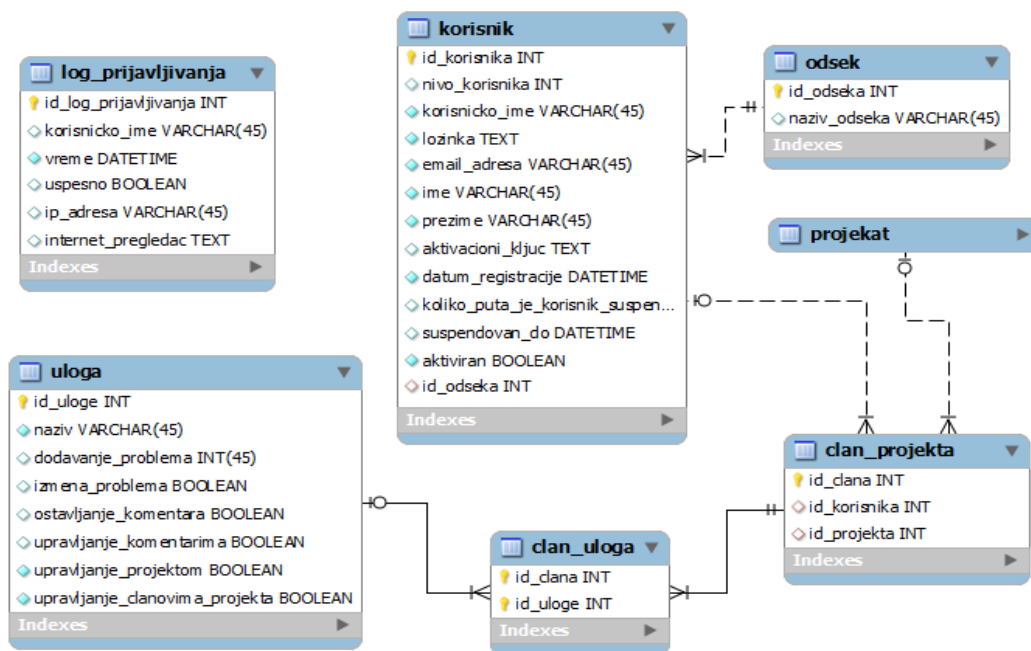 log_prijavljivanja
id_log_prijavljivanja INT
korisnicko_ime VARCHAR(45)
vreme DATETIME
uspesno BOOLEAN
ip_adresa VARCHAR(45)
internet_pregledac TEXT
Indexes
korisnik
id_korisnika INT
nivo_korisnika INT
korisnicko_ime VARCHAR(45)
lozinka TEXT
email_adresa VARCHAR(45)
ime VARCHAR(45)
prezime VARCHAR(45)
aktivacioni_kljuc TEXT
datum_registracije DATETIME
koliko_puta_je_korisnik_suspen...
suspendovan_do DATETIME
aktiviran BOOLEAN
id_odseka INT
Indexes
odsek
id_odseka INT
naziv_odseka VARCHAR(45)
Indexes
projekat
uloga
id_uloge INT
naziv VARCHAR(45)
dodavanje_problema INT(45)
izmena_problema BOOLEAN
ostavljanje_komentara BOOLEAN
upravljanje_komentarima BOOLEAN
upravljanje_projektom BOOLEAN
upravljanje_clanovima_projekta BOOLEAN
Indexes
clan_uloga
id_clana INT
id_uloge INT
Indexes
clan_projekta
id_clana INT
id_korisnika INT
id_projekta INT
Indexes